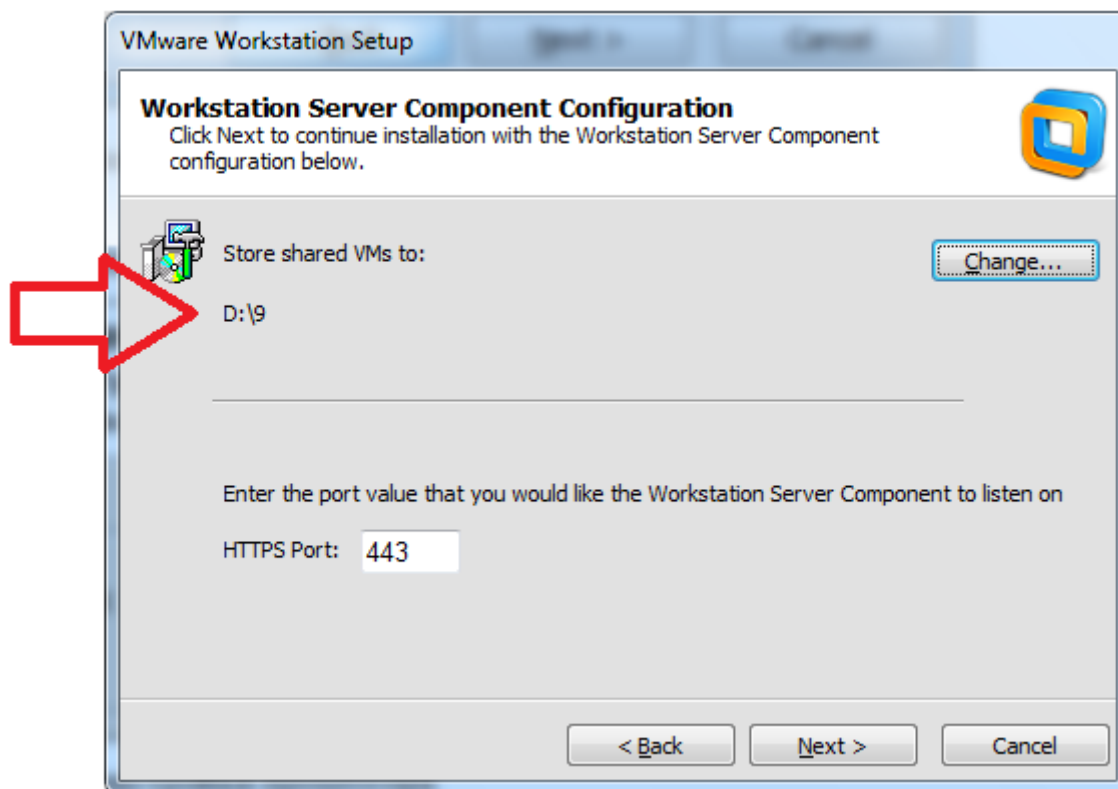 VMware Workstation Setup
Workstation Server Component Configuration
Click Next to continue installation with the Workstation Server Component
configuration below.
Store shared VMs to:
Change...
D:\9
Enter the port value that you would like the Workstation Server Component to listen on
HTTPS Port: 443
< Back Next > Cancel